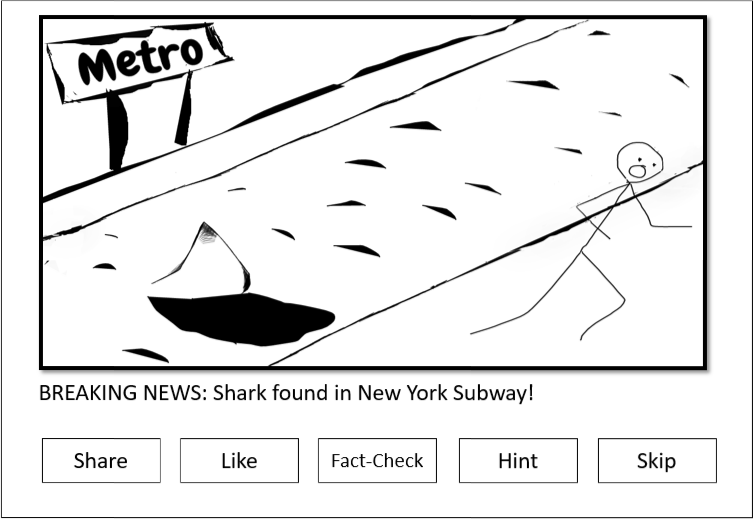 Metro
BREAKING NEWS: Shark found in New York Subway!
Share
Like
Fact-Check
Hint
Skip